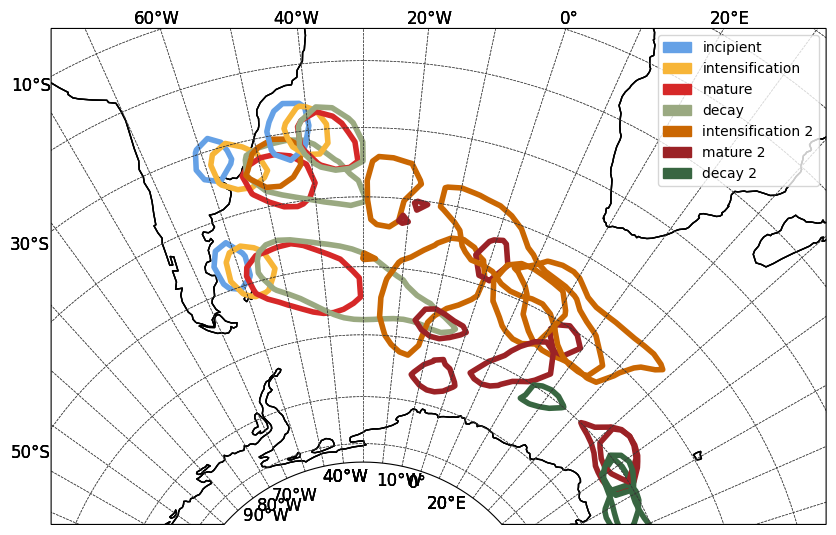 60°W 40°W 20°W 0° 20°E
incipient
intensification
mature
decay
intensification 2
mature 2
decay 2
10°S
30°S
50°S
40°W 10°W 0°
70°W 20°E
80°W
90°W